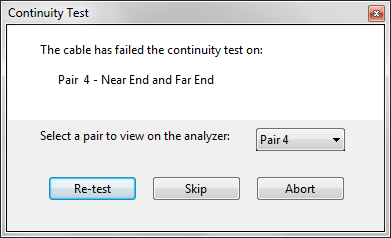 Continuity Test
The cable has failed the continuity test on:
Pair 4 - Near End and Far End
Select a pair to view on the analyzer: Pair 4
Re-test Skip Abort